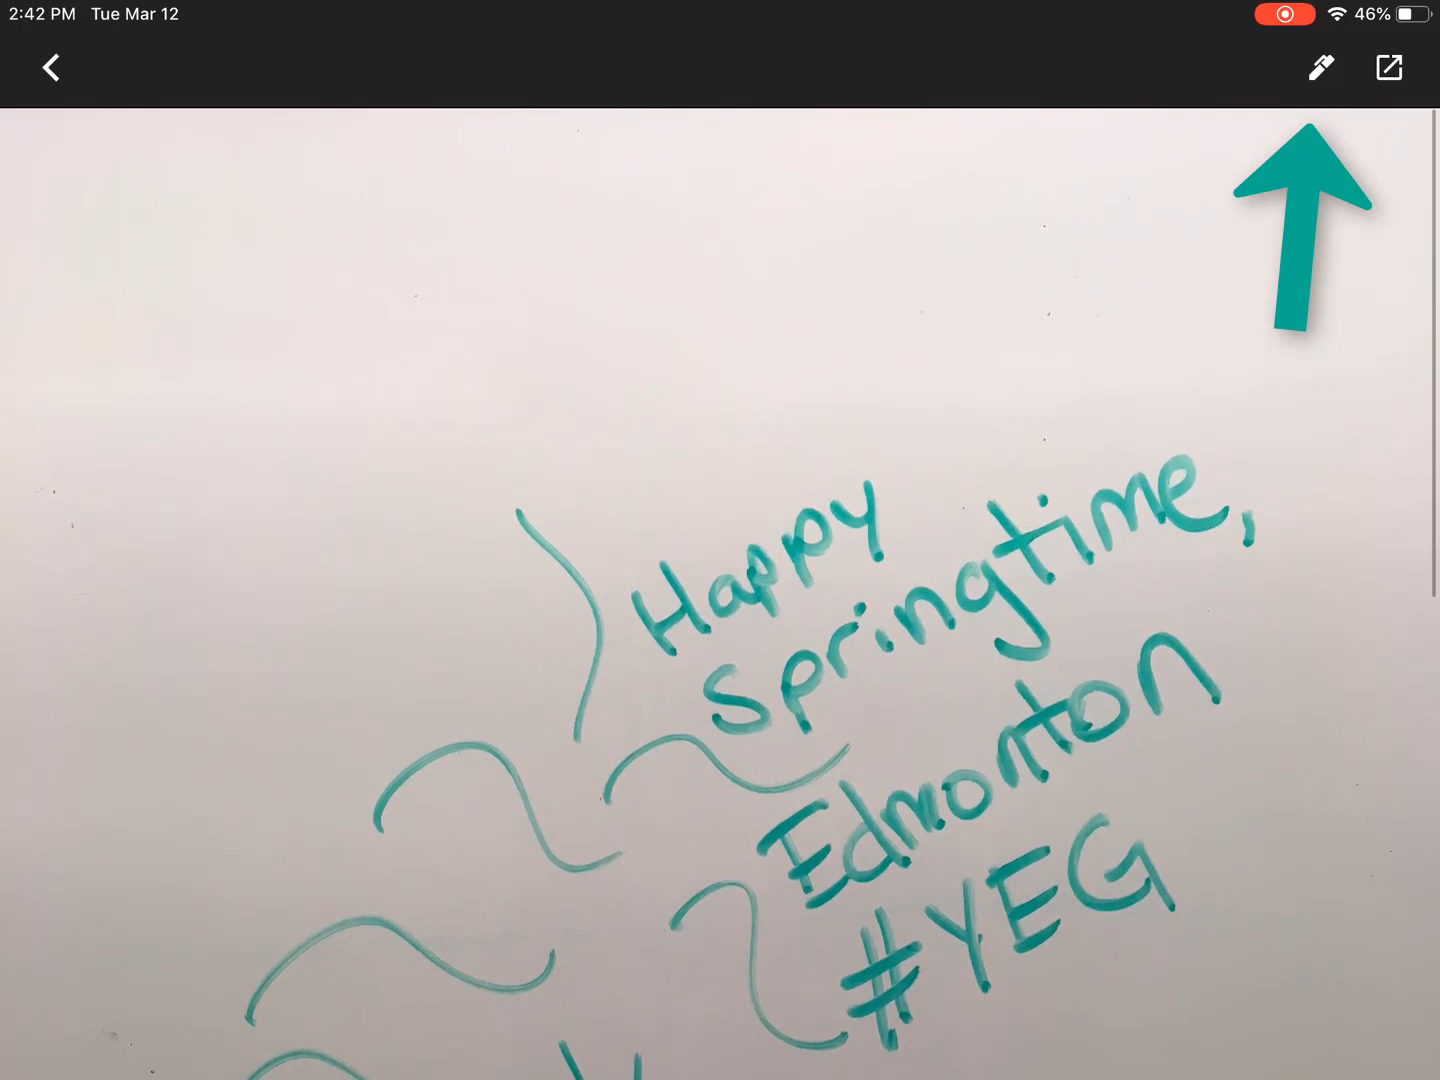 2:42 PM Tue Mar 12
46%
Happy
Springtime,
Edmonton
#YEG